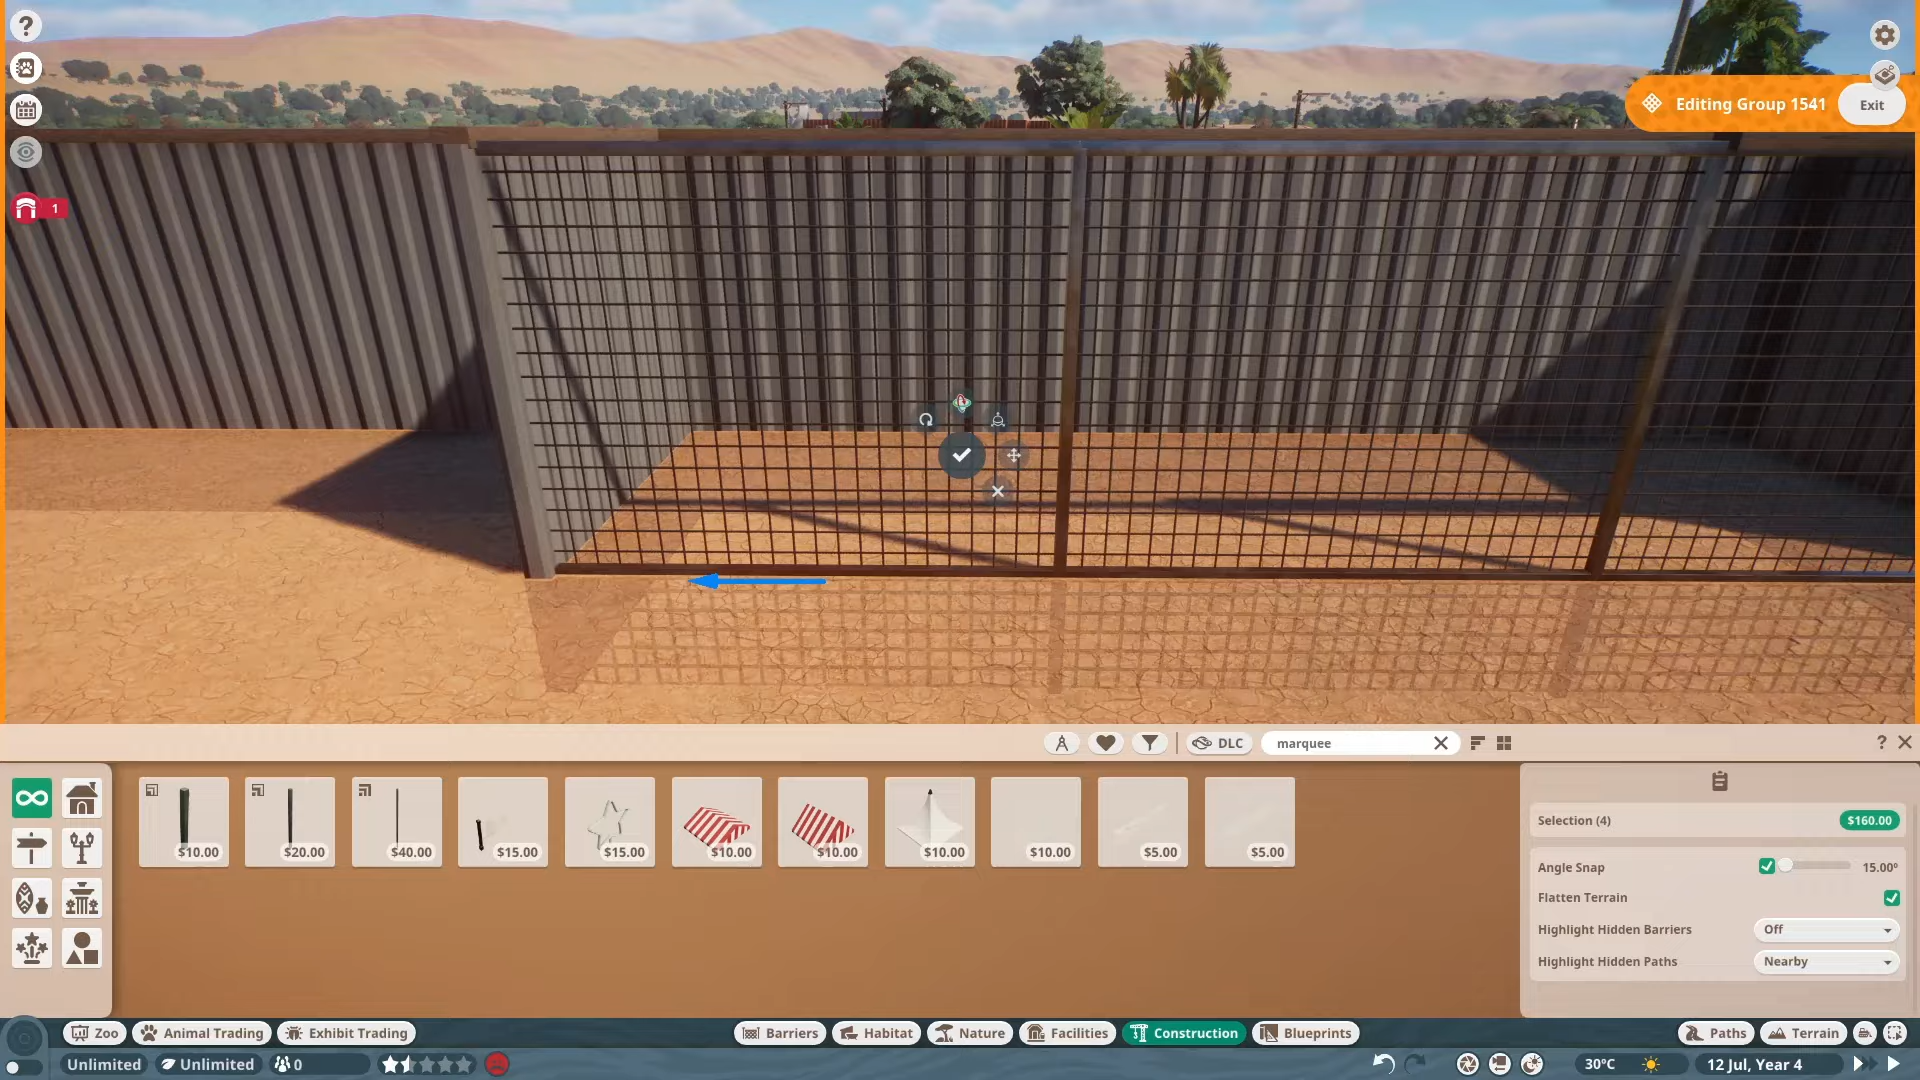 ?
Editing Group 1541 Exit
1
DLC marquee ?
$10.00 $20.00 $40.00 $15.00 $15.00 $10.00 $10.00 $10.00 $10.00 $5.00 $5.00
Selection (4) $160.00
Angle Snap 15.00º
Flatten Terrain
Highlight Hidden Barriers Off
Highlight Hidden Paths Nearby
Zoo Animal Trading Exhibit Trading Barriers Habitat Nature Facilities Construction Blueprints Paths Terrain
Unlimited Unlimited 0 30°C 12 Jul, Year 4